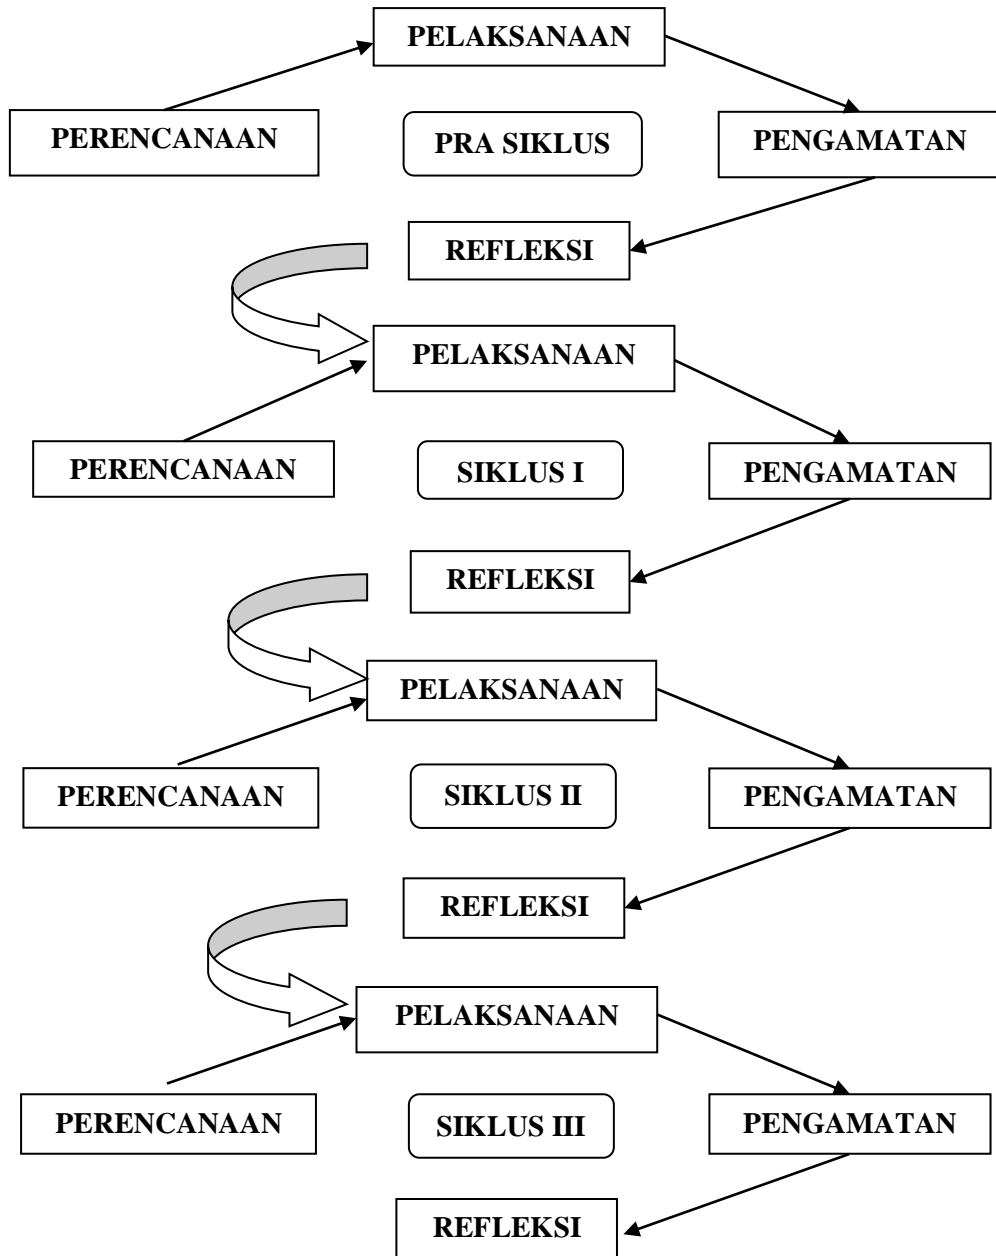 PELAKSANAAN
PERENCANAAN
PRA SIKLUS
PENGAMATAN
REFLEKSI
PELAKSANAAN
PERENCANAAN
SIKLUS I
PENGAMATAN
REFLEKSI
PELAKSANAAN
PERENCANAAN
SIKLUS II
PENGAMATAN
REFLEKSI
PELAKSANAAN
PERENCANAAN
SIKLUS III
PENGAMATAN
REFLEKSI